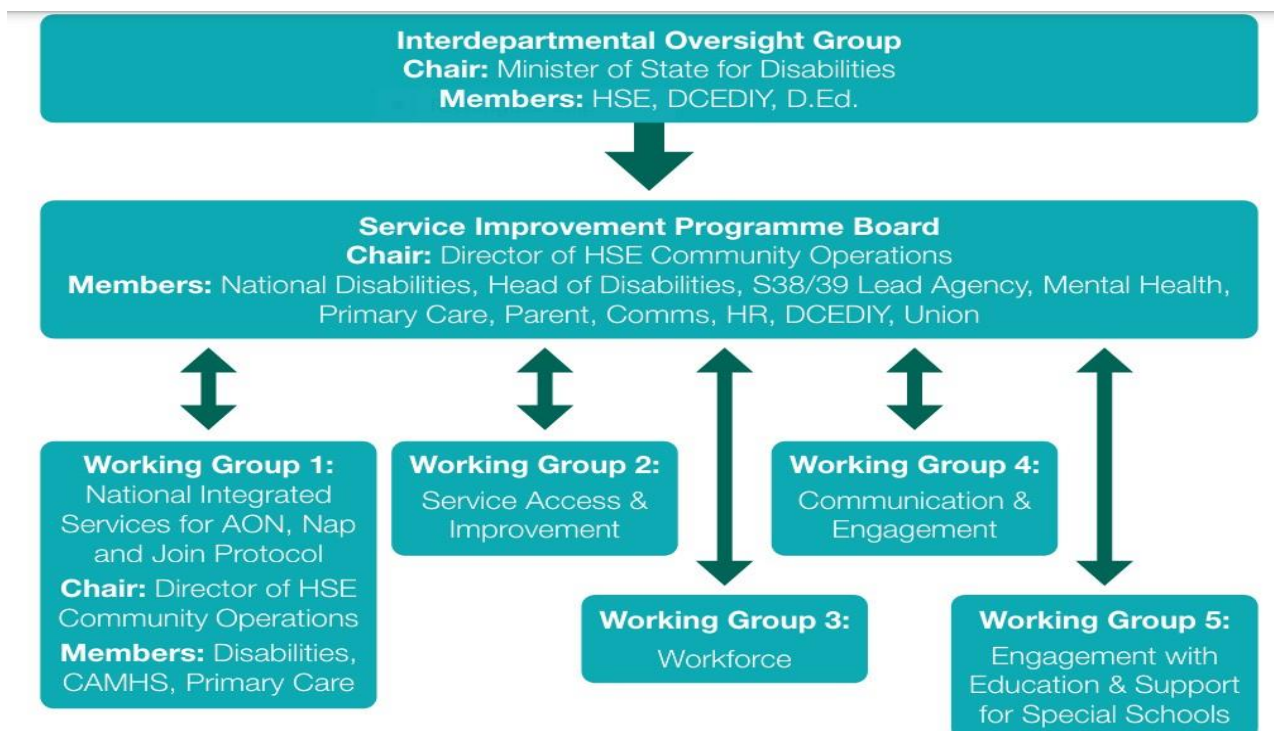 Interdepartmental Oversight Group
Chair: Minister of State for Disabilities
Members: HSE, DCEDIY, D.Ed.
Service Improvement Programme Board
Chair: Director of HSE Community Operations
Members: National Disabilities, Head of Disabilities, S38/39 Lead Agency, Mental Health,
Primary Care, Parent, Comms, HR, DCEDIY, Union
Working Group 1:
National Integrated
Services for AON, Nap
and Join Protocol
Chair: Director of HSE
Community Operations
Members: Disabilities,
CAMHS, Primary Care
Working Group 2:
Service Access &
Improvement
Working Group 3:
Workforce
Working Group 4:
Communication &
Engagement
Working Group 5:
Engagement with
Education & Support
for Special Schools